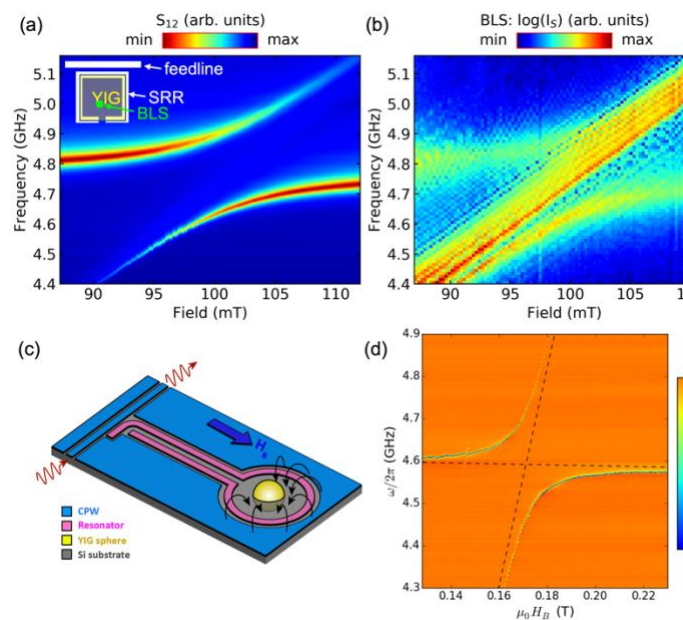 (a)
S12 (arb. units)
min
max
Frequency (GHz)
5.1
5.0
4.9
4.8
4.7
4.6
4.5
4.4
feedline
YIG
SRR
BLS
90
95
100
105
110
Field (mT)
(b)
BLS: log(IS) (arb. units)
min
max
Frequency (GHz)
5.1
5.0
4.9
4.8
4.7
4.6
4.5
4.4
90
95
100
105
1
Field (mT)
(c)
H
CPW
Resonator
YIG sphere
Si substrate
(d)
ω/2π (GHz)
4.9
4.8
4.7
4.6
4.5
4.4
4.3
0.14
0.16
0.18
0.20
0.22
μ0HB (T)